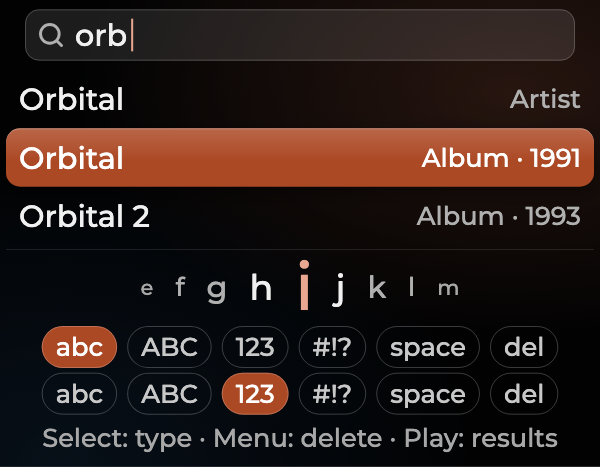 orb
Orbital Artist
Orbital Album · 1991
Orbital 2 Album · 1993
e f g h i j k l m
abc ABC 123 #!? space del
abc ABC 123 #!? space del
Select: type · Menu: delete · Play: results